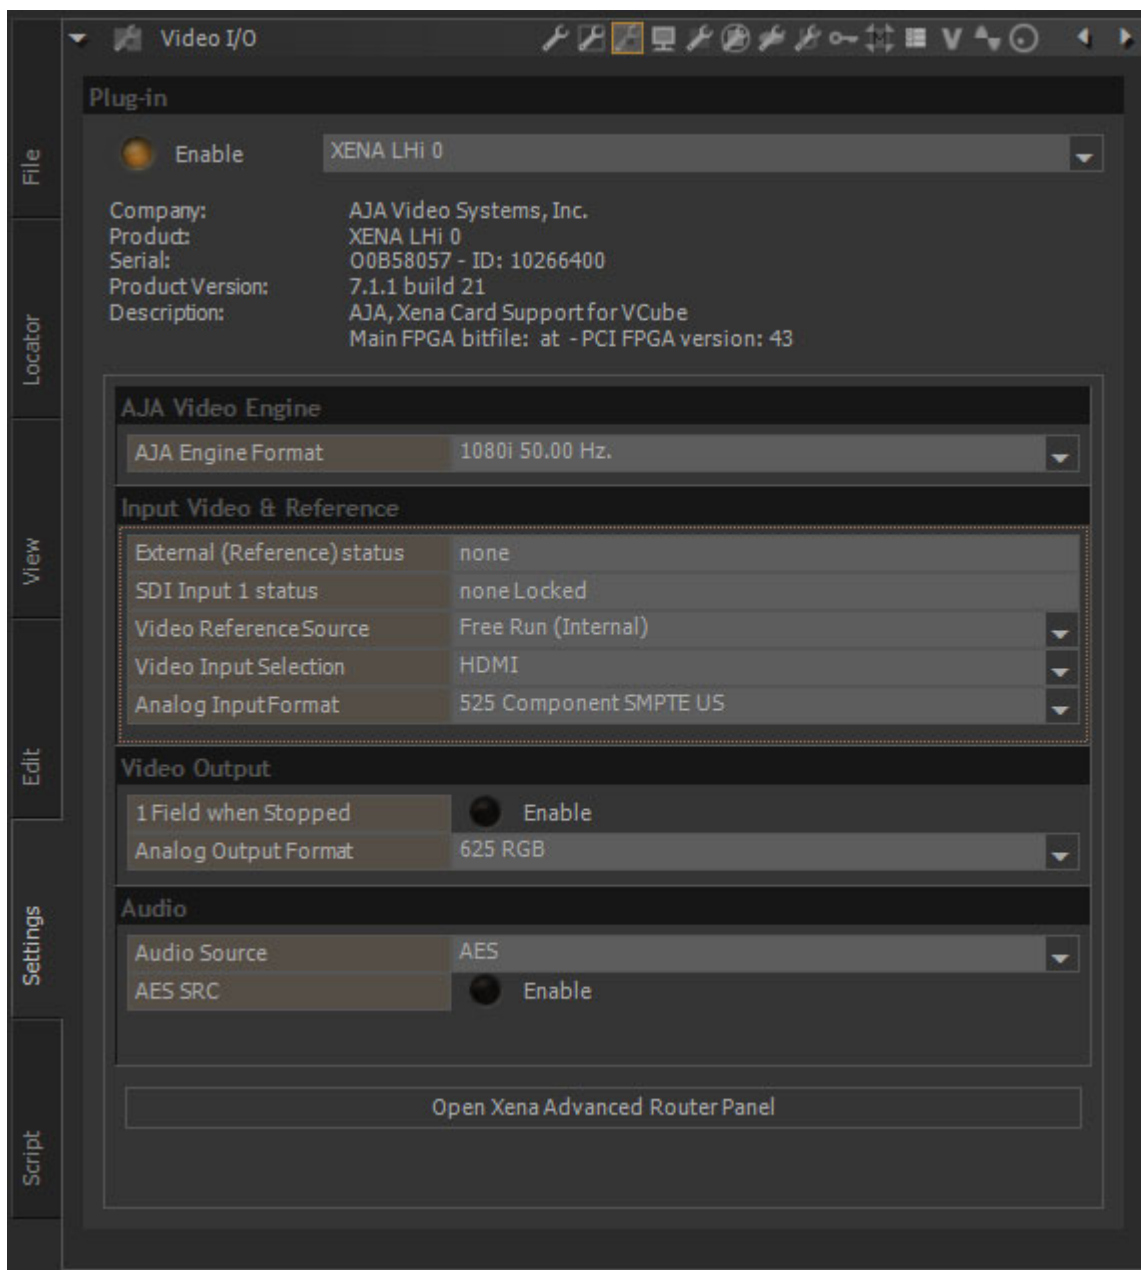 Video I/O
V
Plug-in
Enable
XENA LHi 0
Company: AJA Video Systems, Inc.
Product: XENA LHi 0
Serial: O0B58057 - ID: 10266400
Product Version: 7.1.1 build 21
Description: AJA, Xena Card Support for VCube
Main FPGA bitfile: at - PCI FPGA version: 43
AJA Video Engine
AJA Engine Format 1080i 50.00 Hz.
Input Video & Reference
External (Reference) status none
SDI Input 1 status none Locked
Video Reference Source Free Run (Internal)
Video Input Selection HDMI
Analog Input Format 525 Component SMPTE US
Video Output
1 Field when Stopped Enable
Analog Output Format 625 RGB
Audio
Audio Source AES
AES SRC Enable
Open Xena Advanced Router Panel
File
Locator
View
Edit
Settings
Script